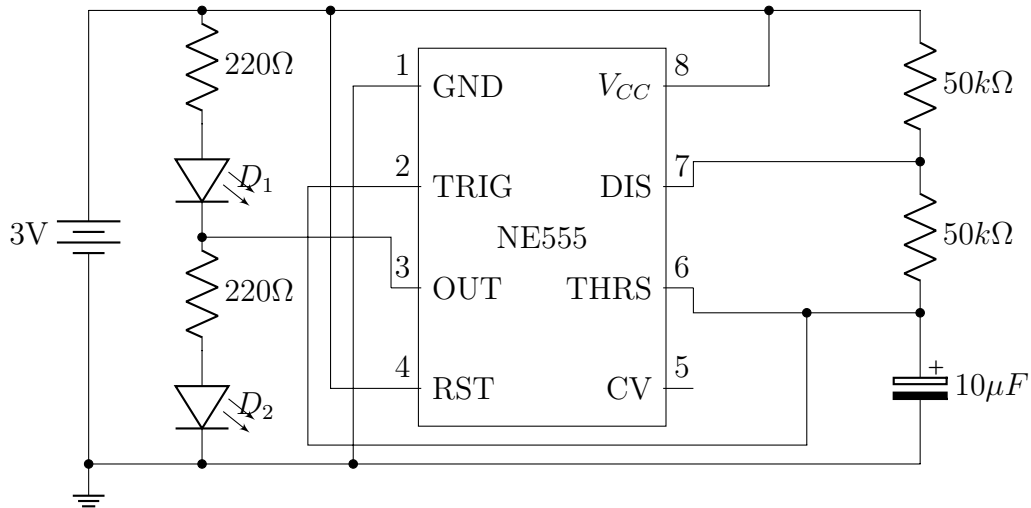 220Ω
1
GND
V_CC
8
50kΩ
D₁
2
TRIG
DIS
7
3V
NE555
50kΩ
220Ω
3
OUT
THRS
6
4
RST
CV
5
+
10μF
D₂